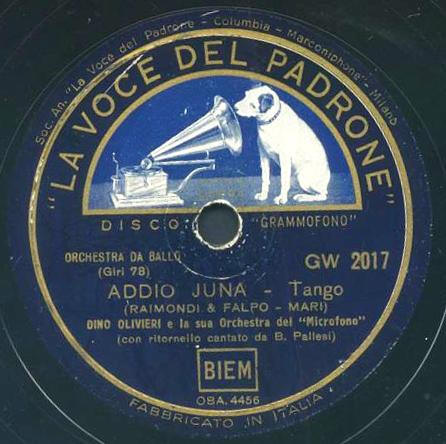 Soc. An. "La Voce del Padrone - Columbia - Marconiphone" - Milano
"LA VOCE DEL PADRONE"
DISCO "GRAMMOFONO"
ORCHESTRA DA BALLO
(Giri 78)
GW 2017
ADDIO JUNA - Tango
(RAIMONDI & FALPO - MARI)
DINO OLIVIERI e la sua Orchestra del "Microfono"
(con ritornello cantato da B. Pallesi)
BIEM
OBA. 4456
FABBRICATO IN ITALIA